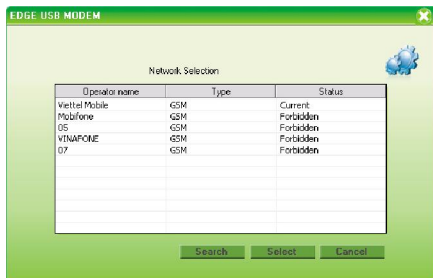 EDGE USB MODEM
Network Selection
Operator name Type Status
Viettel Mobile GSM Current
Mobifone GSM Forbidden
05 GSM Forbidden
VINAFONE GSM Forbidden
07 GSM Forbidden
Search Select Cancel